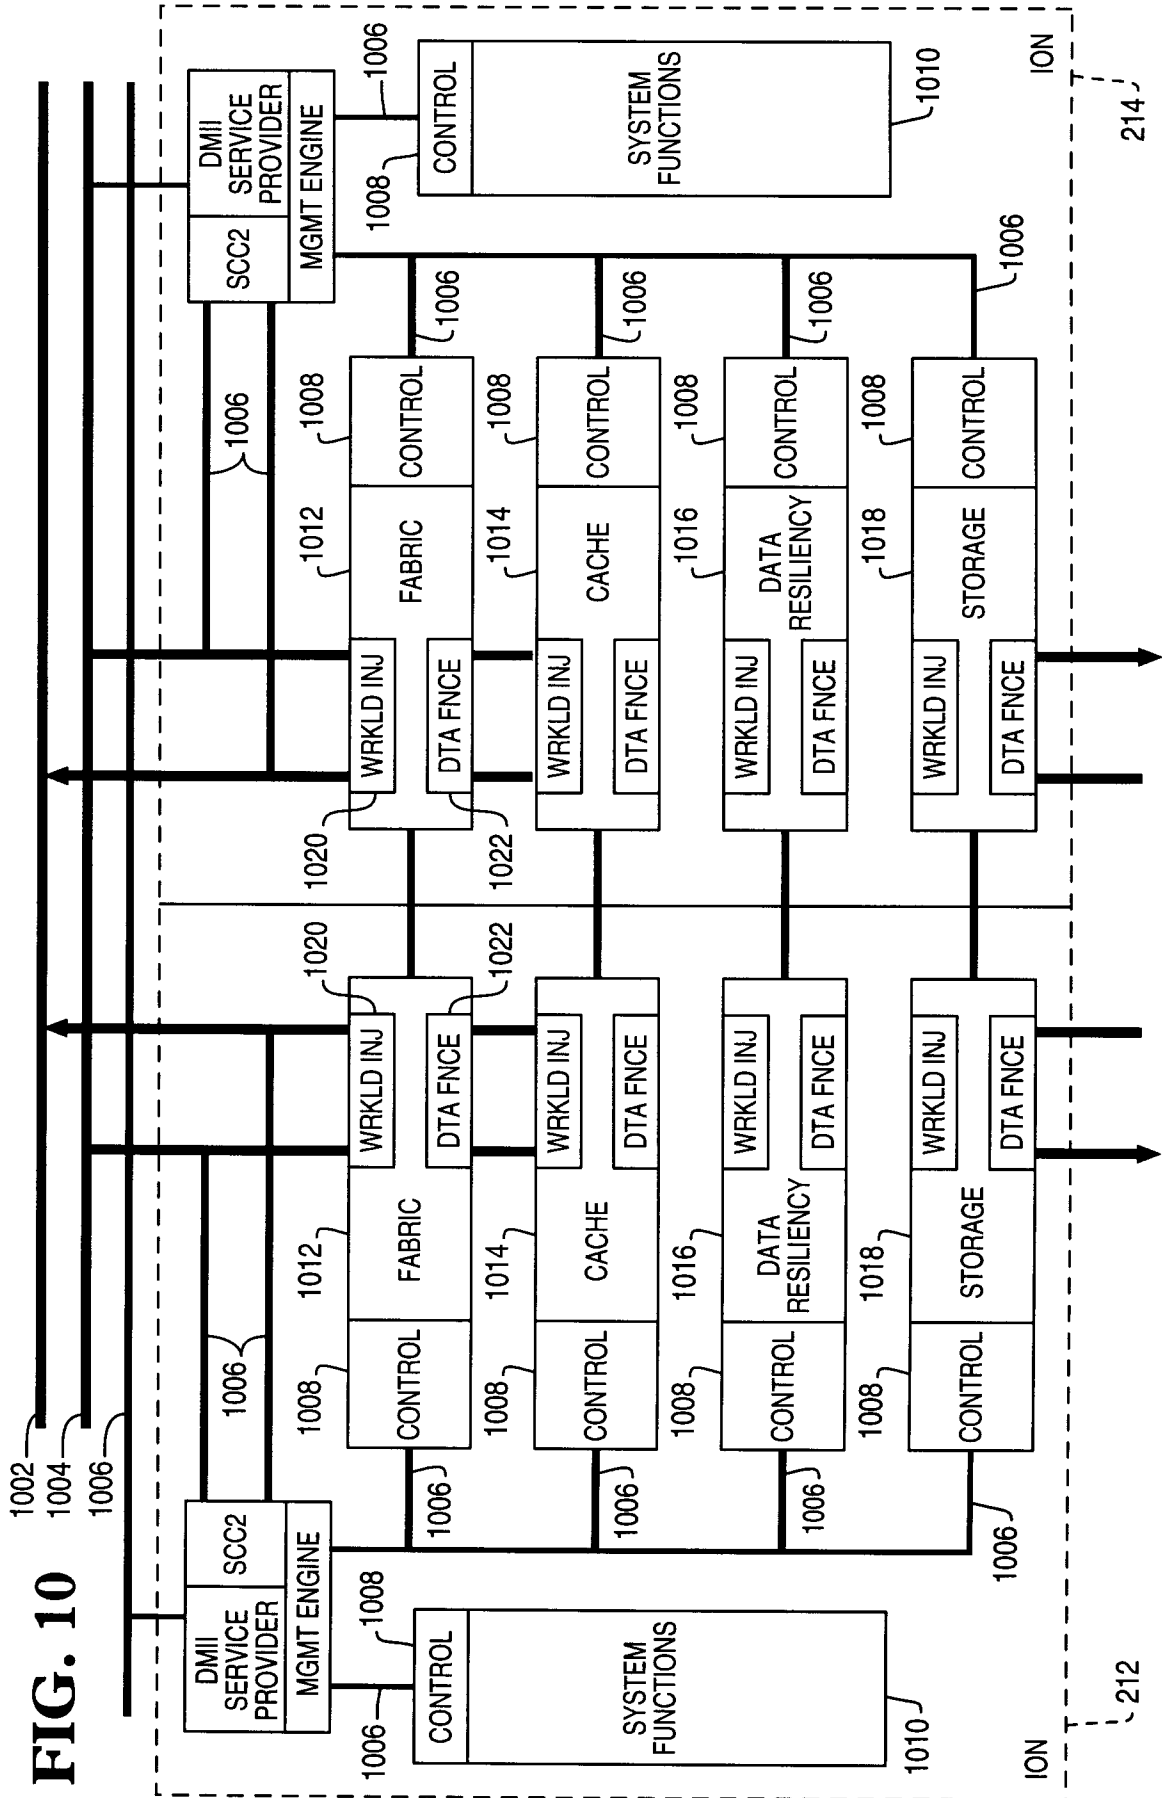 FIG. 10
1002
1004
1006
DMII
SERVICE
PROVIDER
SCC2
MGMT ENGINE
1006
1006
SCC2
DMII
SERVICE
PROVIDER
MGMT ENGINE
1006
1008
CONTROL
SYSTEM
FUNCTIONS
1010
1006
1008
CONTROL
SYSTEM
FUNCTIONS
1010
1006
1008
CONTROL
1012
FABRIC
WRKLD INJ
DTA FNCE
1020
1022
1020
1022
WRKLD INJ
DTA FNCE
1012
FABRIC
1008
CONTROL
1006
1006
1008
CONTROL
1014
CACHE
WRKLD INJ
DTA FNCE
WRKLD INJ
DTA FNCE
1014
CACHE
1008
CONTROL
1006
1006
1008
CONTROL
1016
DATA
RESILIENCY
WRKLD INJ
DTA FNCE
WRKLD INJ
DTA FNCE
1016
DATA
RESILIENCY
1008
CONTROL
1006
1006
1008
CONTROL
1018
STORAGE
WRKLD INJ
DTA FNCE
WRKLD INJ
DTA FNCE
1018
STORAGE
1008
CONTROL
1006
ION
212
ION
214